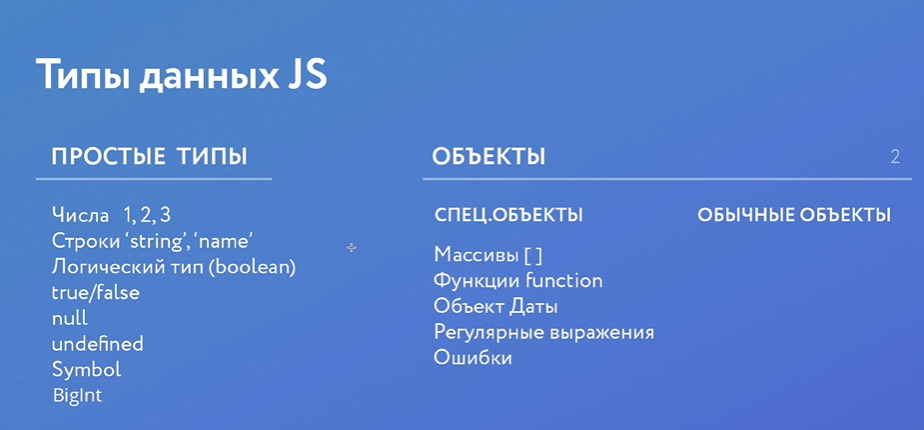 Типы данных JS
ПРОСТЫЕ ТИПЫ
Числа 1, 2, 3
Строки ‘string’, ‘name’
Логический тип (boolean)
true/false
null
undefined
Symbol
BigInt
ОБЪЕКТЫ
2
СПЕЦ.ОБЪЕКТЫ
Массивы [ ]
Функции function
Объект Даты
Регулярные выражения
Ошибки
ОБЫЧНЫЕ ОБЪЕКТЫ